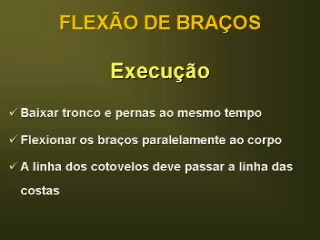 FLEXÃO DE BRAÇOS
Execução
✓ Baixar tronco e pernas ao mesmo tempo
✓ Flexionar os braços paralelamente ao corpo
✓ A linha dos cotovelos deve passar a linha das
costas